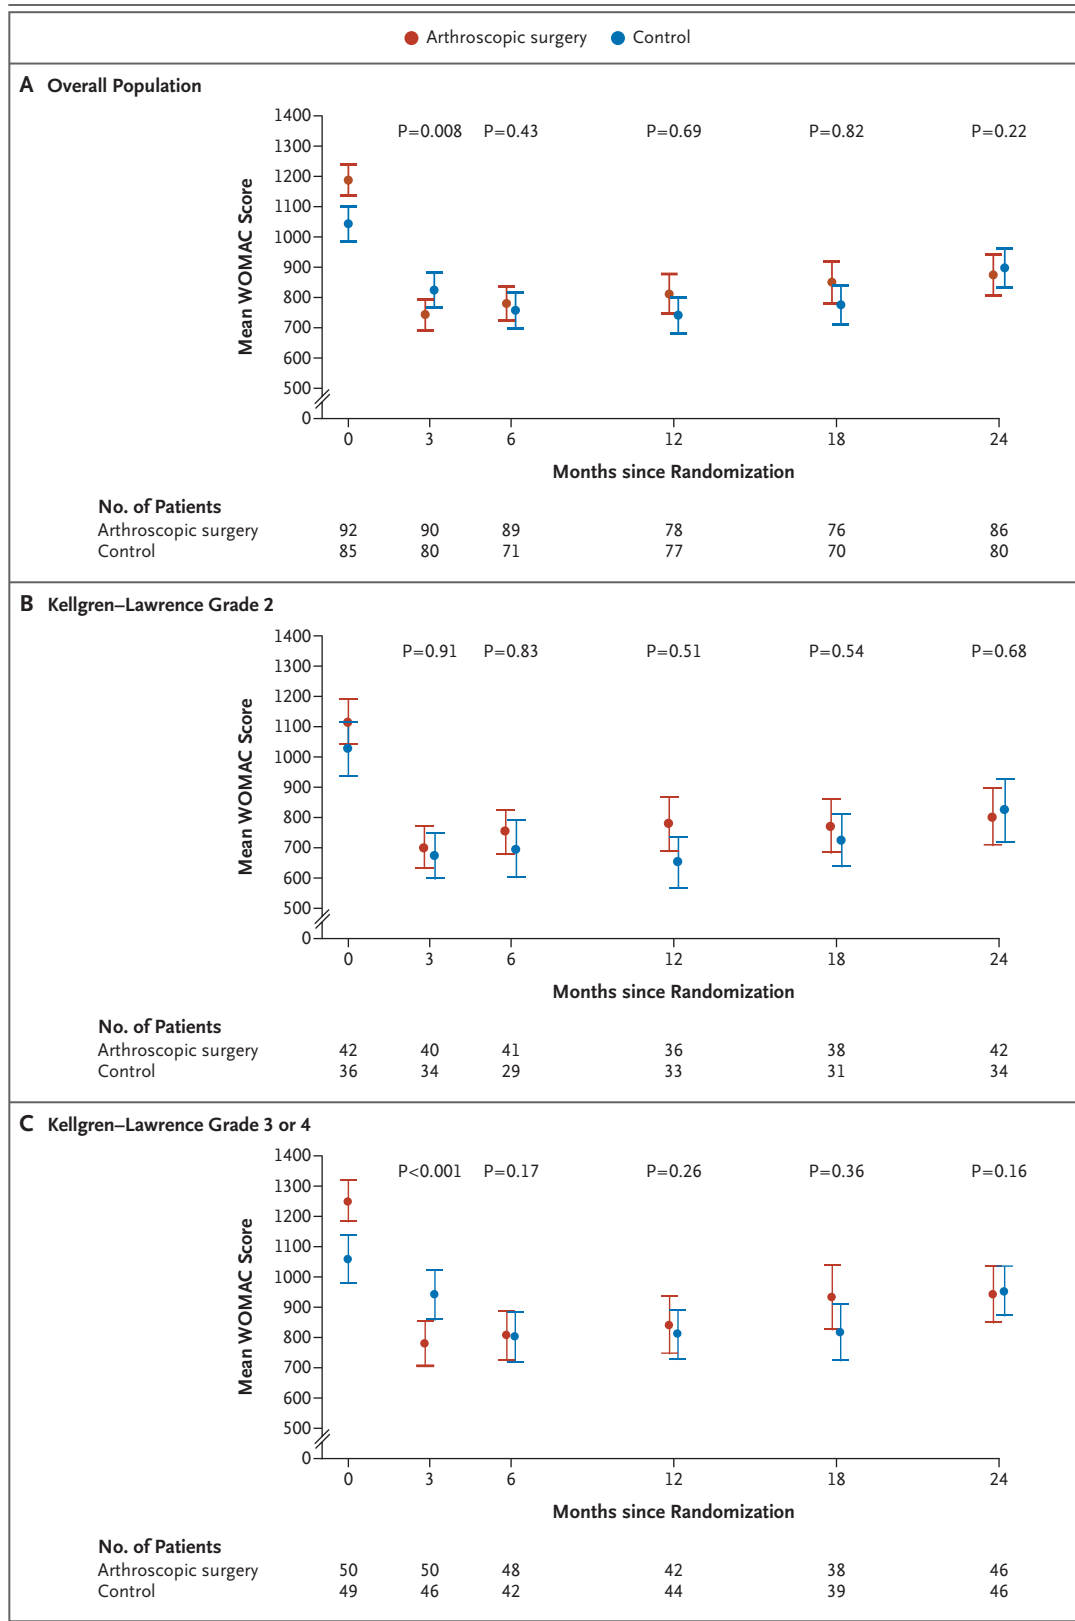 Arthroscopic surgery Control
A Overall Population
1400
1300
1200
1100
1000
900
800
700
600
500
0
Mean WOMAC Score
P=0.008 P=0.43 P=0.69 P=0.82 P=0.22
0 3 6 12 18 24
Months since Randomization
No. of Patients
Arthroscopic surgery 92 90 89 78 76 86
Control 85 80 71 77 70 80
B Kellgren–Lawrence Grade 2
1400
1300
1200
1100
1000
900
800
700
600
500
0
Mean WOMAC Score
P=0.91 P=0.83 P=0.51 P=0.54 P=0.68
0 3 6 12 18 24
Months since Randomization
No. of Patients
Arthroscopic surgery 42 40 41 36 38 42
Control 36 34 29 33 31 34
C Kellgren–Lawrence Grade 3 or 4
1400
1300
1200
1100
1000
900
800
700
600
500
0
Mean WOMAC Score
P<0.001 P=0.17 P=0.26 P=0.36 P=0.16
0 3 6 12 18 24
Months since Randomization
No. of Patients
Arthroscopic surgery 50 50 48 42 38 46
Control 49 46 42 44 39 46